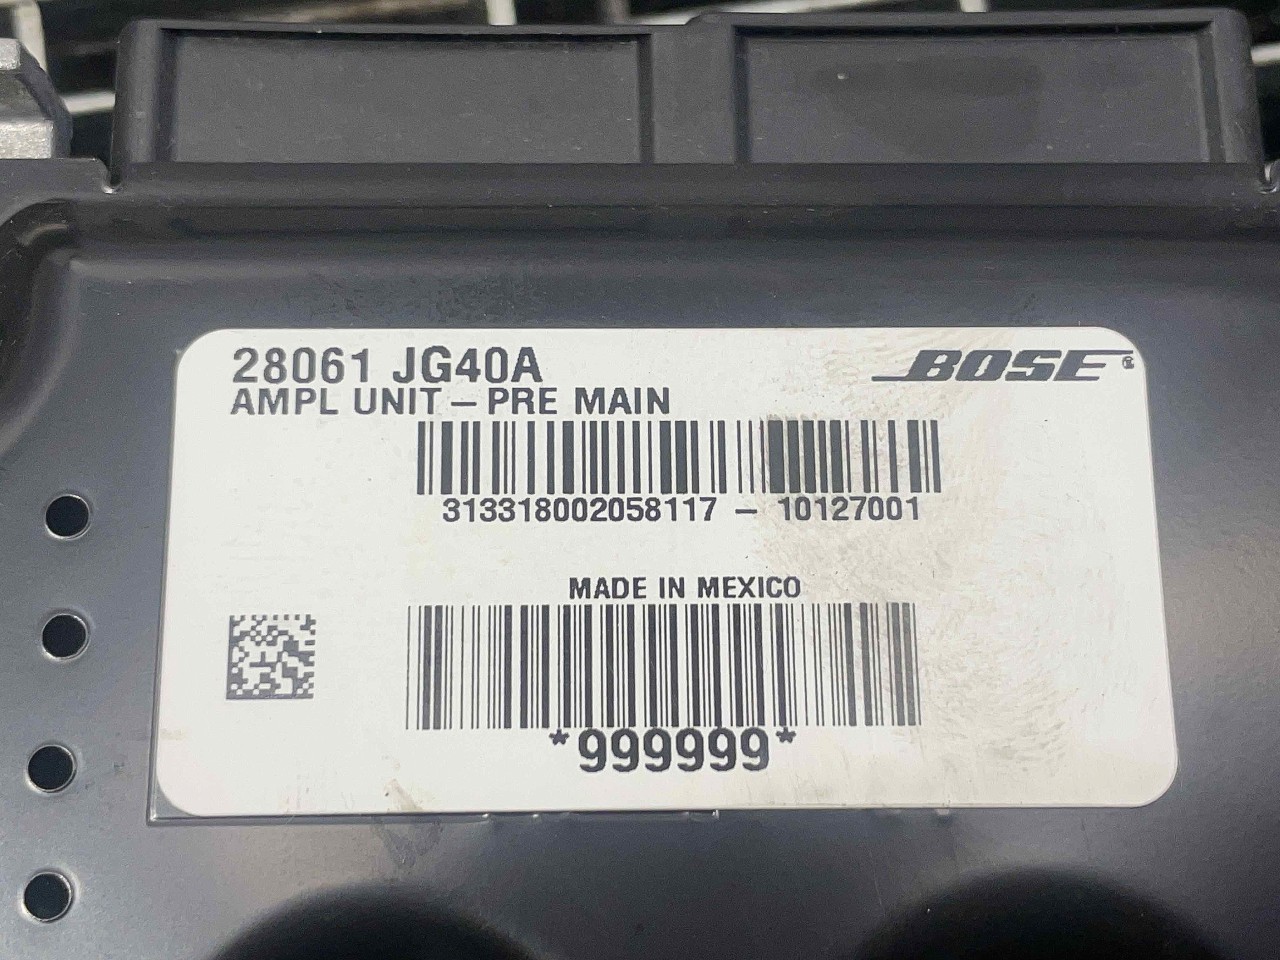 28061 JG40A
BOSE
AMPL UNIT – PRE MAIN
313318002058117 – 10127001
MADE IN MEXICO
*999999*